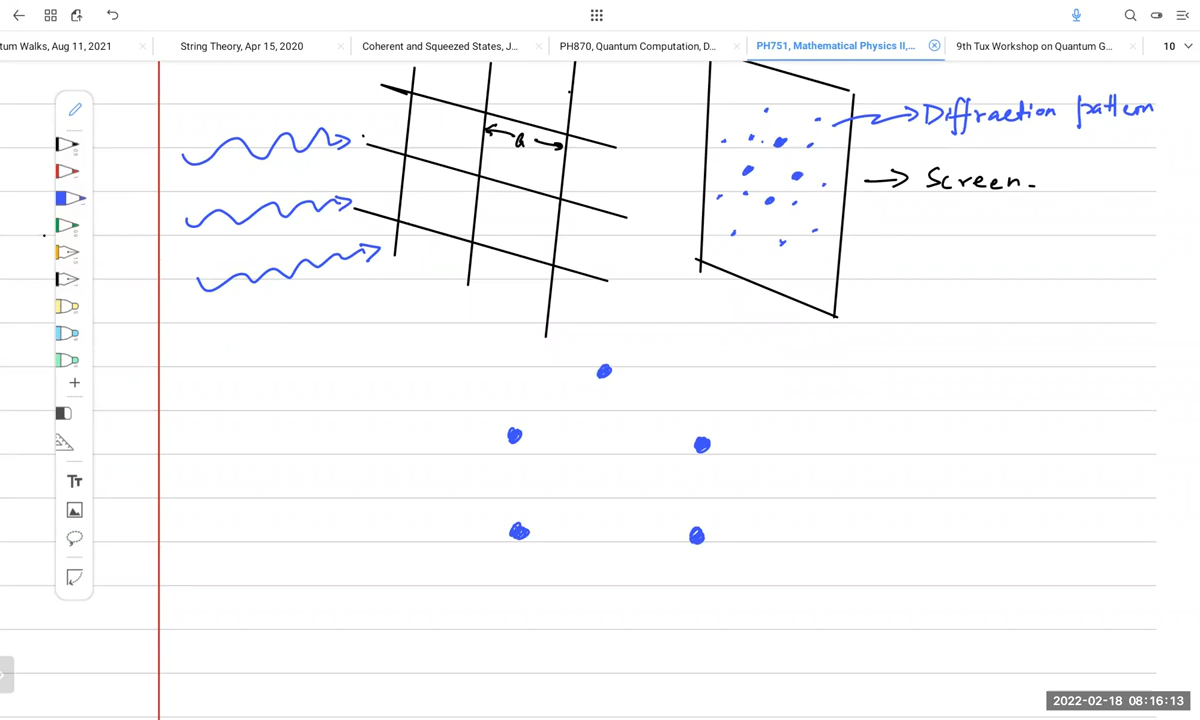 tum Walks, Aug 11, 2021
String Theory, Apr 15, 2020
Coherent and Squeezed States, J...
PH870, Quantum Computation, D...
PH751, Mathematical Physics II,...
9th Tux Workshop on Quantum G...
10
Diffraction pattern
a
Screen.
Tт
2022-02-18 08:16:13